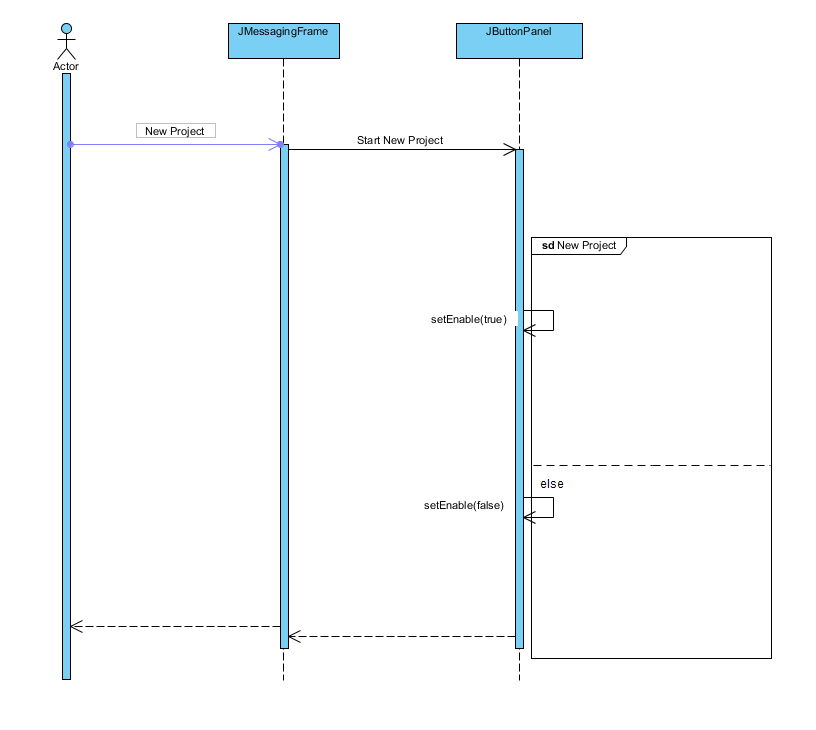 JMessagingFrame
JButtonPanel
Actor
New Project
Start New Project
sd New Project
setEnable(true)
else
setEnable(false)